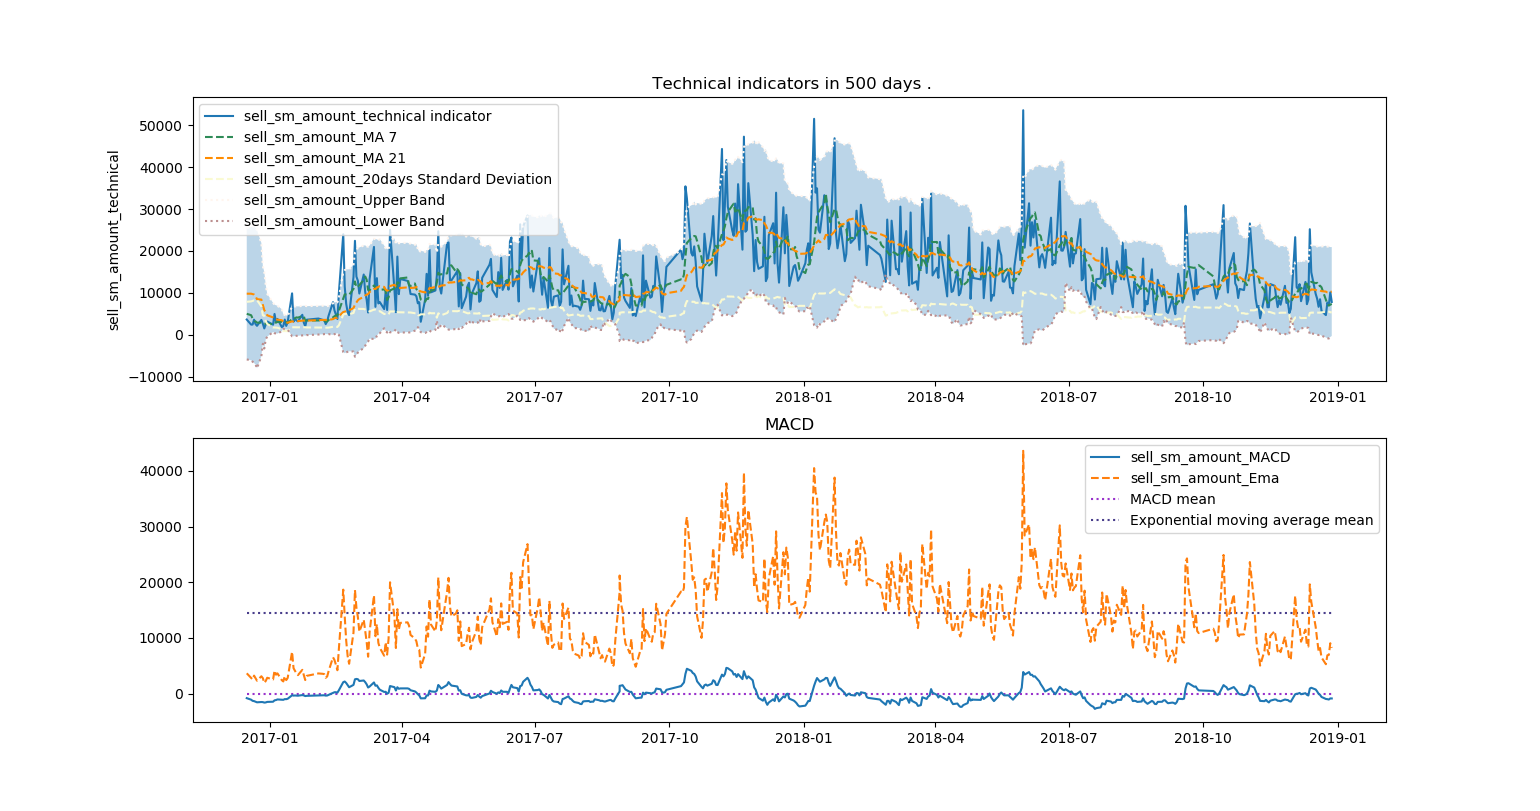 Technical indicators in 500 days .
sell_sm_amount_technical
50000
40000
30000
20000
10000
0
−10000
sell_sm_amount_technical indicator
sell_sm_amount_MA 7
sell_sm_amount_MA 21
sell_sm_amount_20days Standard Deviation
sell_sm_amount_Upper Band
sell_sm_amount_Lower Band
2017-01 2017-04 2017-07 2017-10 2018-01 2018-04 2018-07 2018-10 2019-01
MACD
40000
30000
20000
10000
0
sell_sm_amount_MACD
sell_sm_amount_Ema
MACD mean
Exponential moving average mean
2017-01 2017-04 2017-07 2017-10 2018-01 2018-04 2018-07 2018-10 2019-01